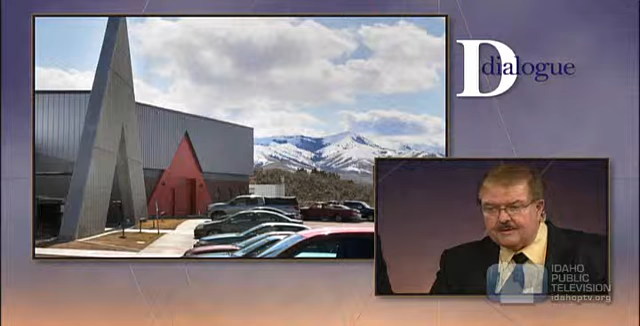 D
dialogue
IDAHO
PUBLIC
TELEVISION
idahoptv.org